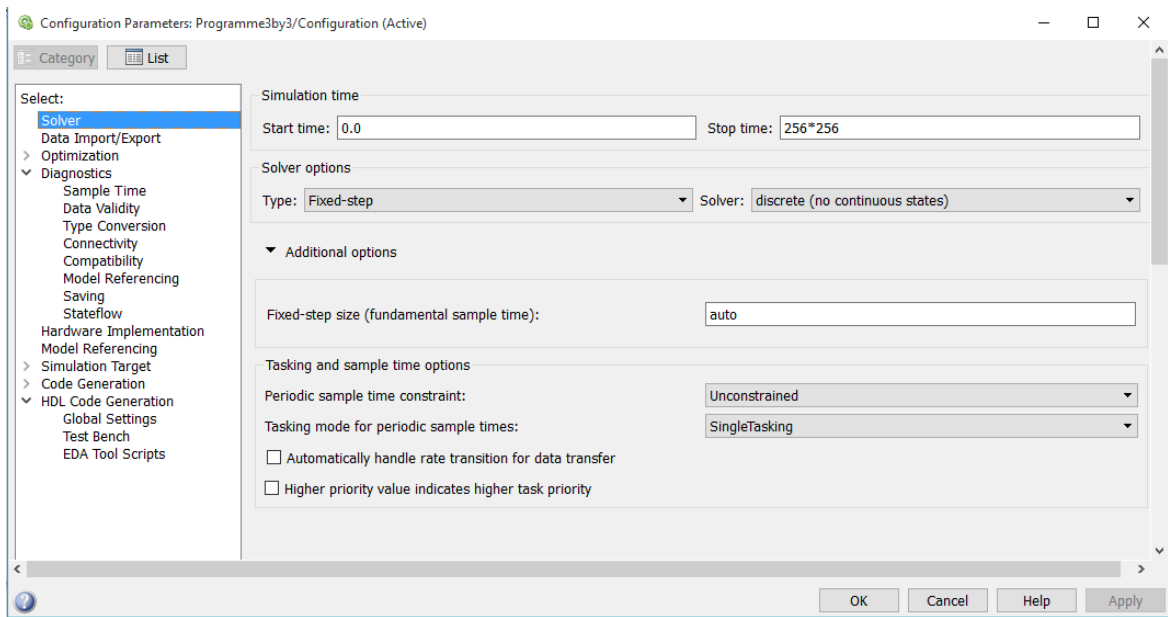 Configuration Parameters: Programme3by3/Configuration (Active)
Category List
Select:
Solver
Data Import/Export
Optimization
Diagnostics
Sample Time
Data Validity
Type Conversion
Connectivity
Compatibility
Model Referencing
Saving
Stateflow
Hardware Implementation
Model Referencing
Simulation Target
Code Generation
HDL Code Generation
Global Settings
Test Bench
EDA Tool Scripts
Simulation time
Start time: 0.0 Stop time: 256*256
Solver options
Type: Fixed-step Solver: discrete (no continuous states)
Additional options
Fixed-step size (fundamental sample time): auto
Tasking and sample time options
Periodic sample time constraint: Unconstrained
Tasking mode for periodic sample times: SingleTasking
Automatically handle rate transition for data transfer
Higher priority value indicates higher task priority
OK Cancel Help Apply